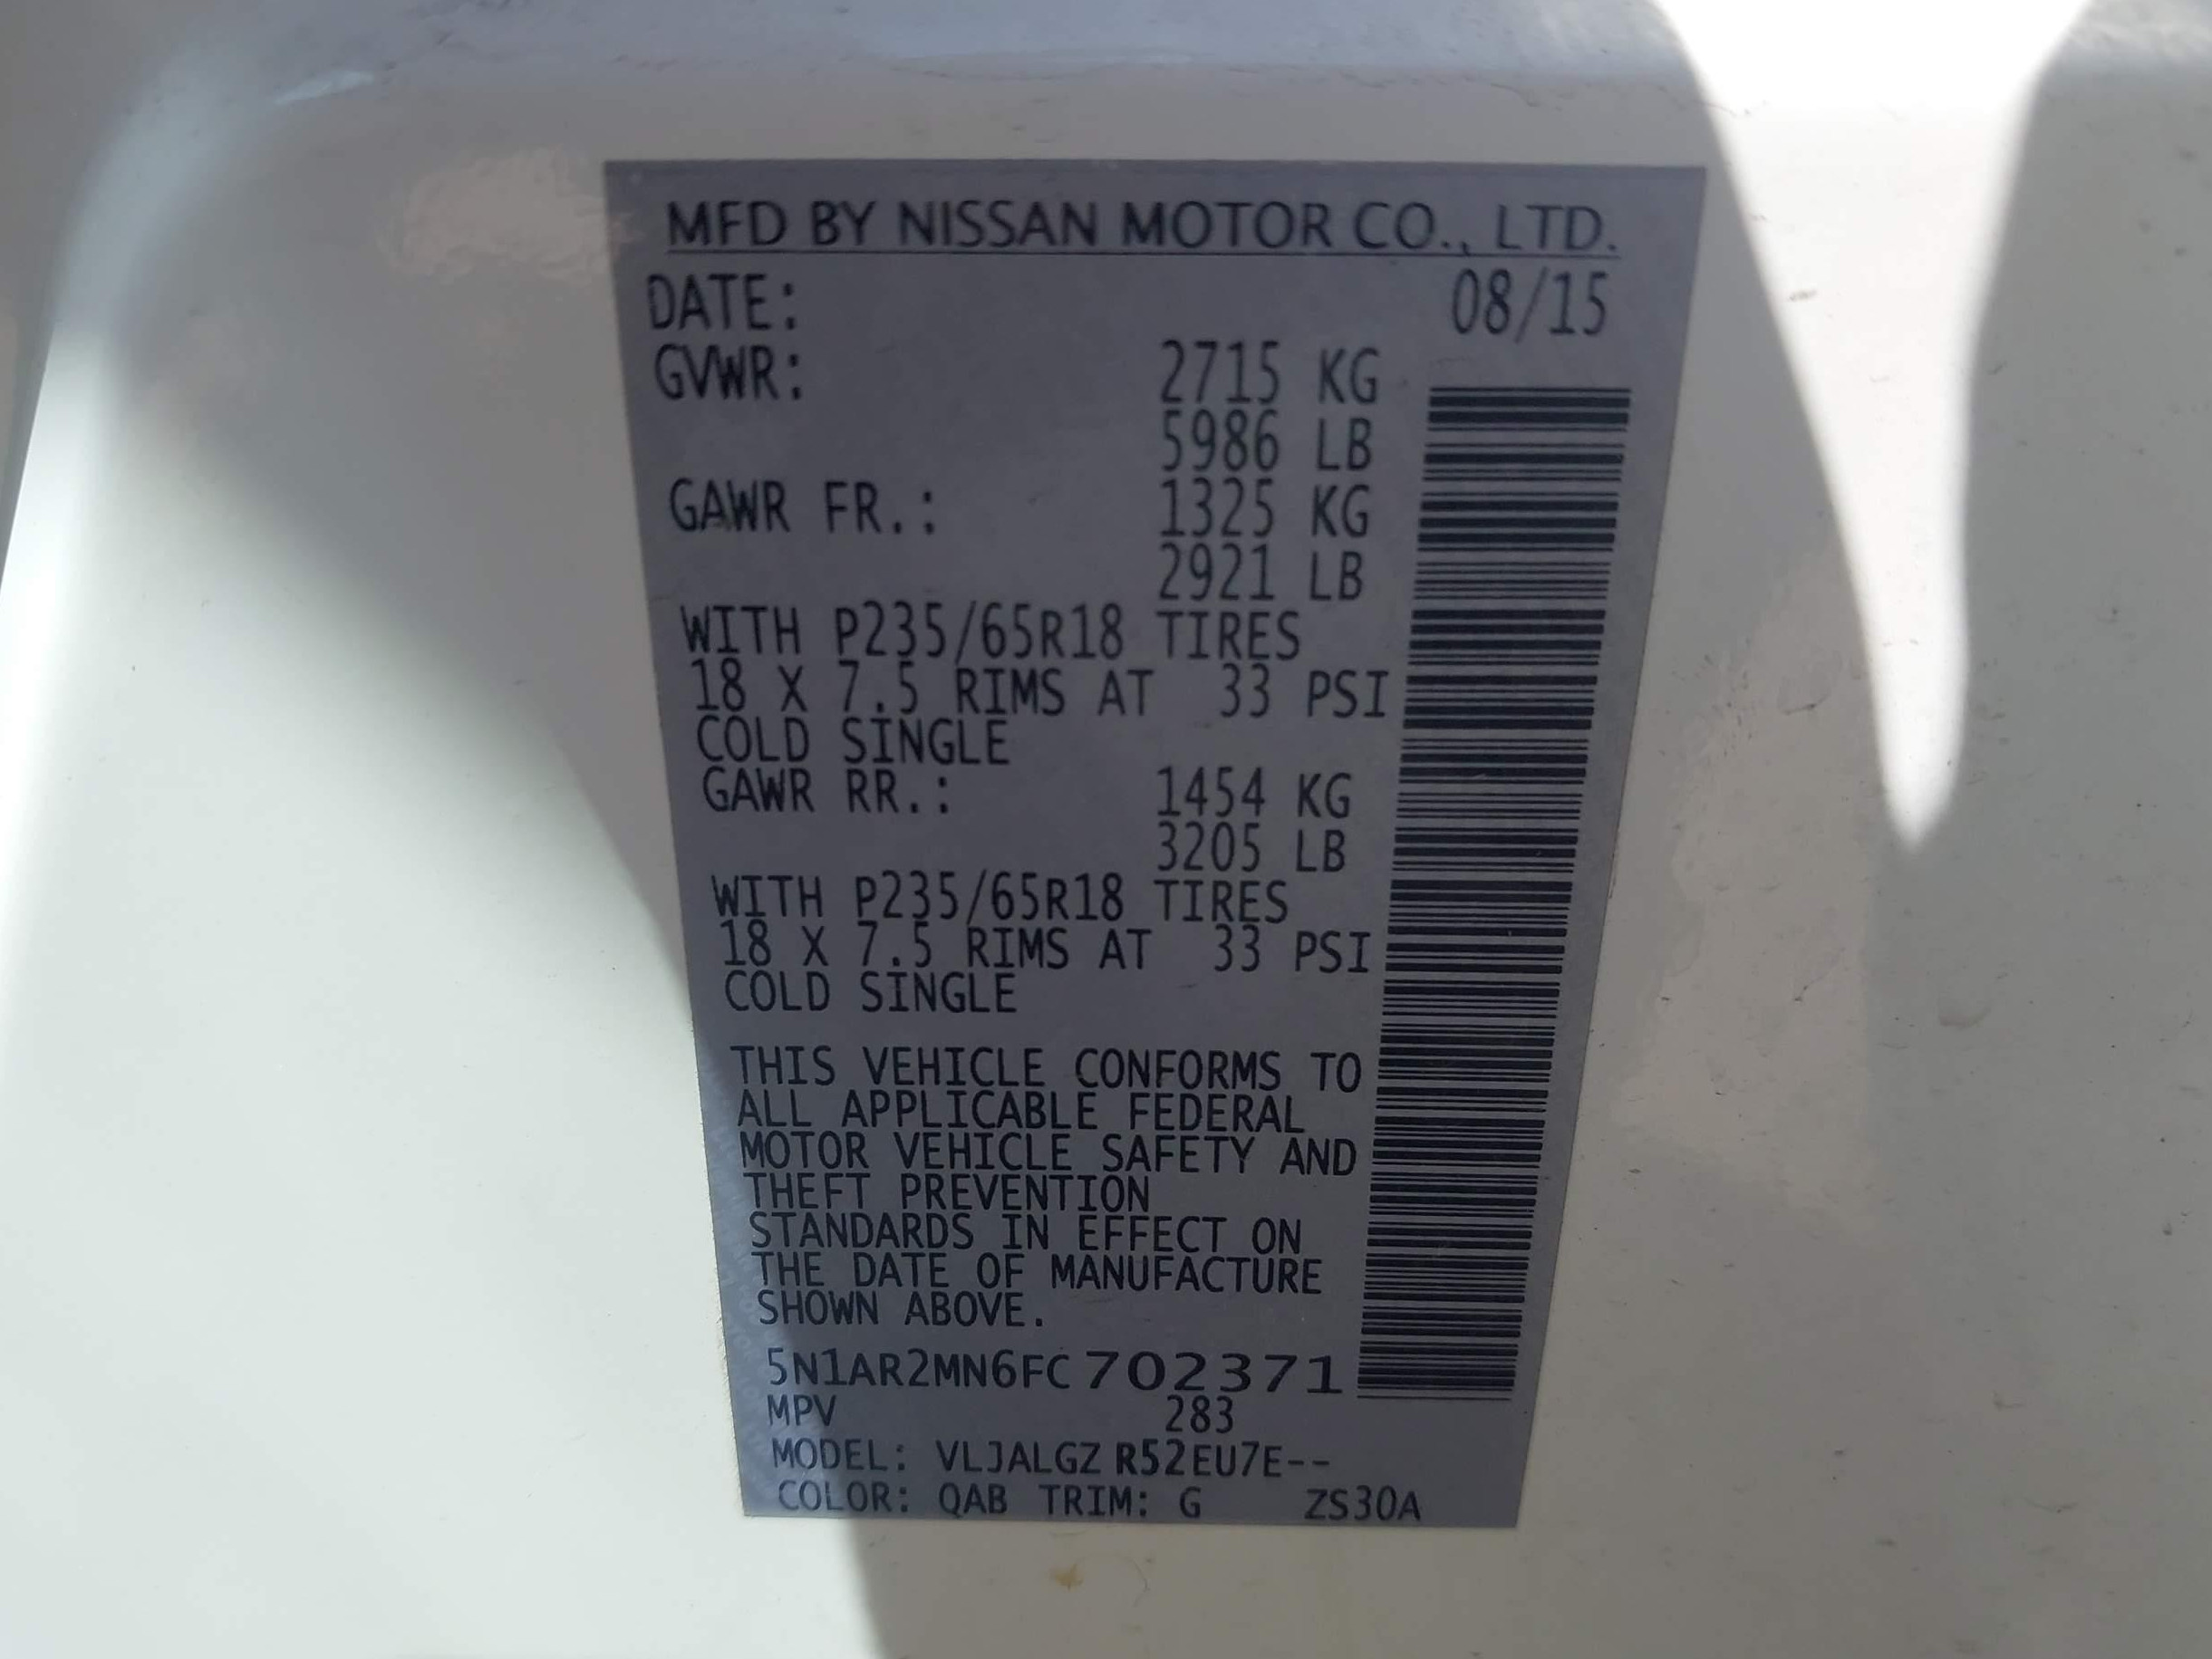 MFD BY NISSAN MOTOR CO., LTD.
DATE: 08/15
GVWR: 2715 KG
5986 LB
GAWR FR.: 1325 KG
2921 LB
WITH P235/65R18 TIRES
18 X 7.5 RIMS AT 33 PSI
COLD SINGLE
GAWR RR.: 1454 KG
3205 LB
WITH P235/65R18 TIRES
18 X 7.5 RIMS AT 33 PSI
COLD SINGLE
THIS VEHICLE CONFORMS TO
ALL APPLICABLE FEDERAL
MOTOR VEHICLE SAFETY AND
THEFT PREVENTION
STANDARDS IN EFFECT ON
THE DATE OF MANUFACTURE
SHOWN ABOVE.
5N1AR2MN6FC702371
MPV 283
MODEL: VLJALGZ R52EU7E--
COLOR: QAB TRIM: G ZS30A